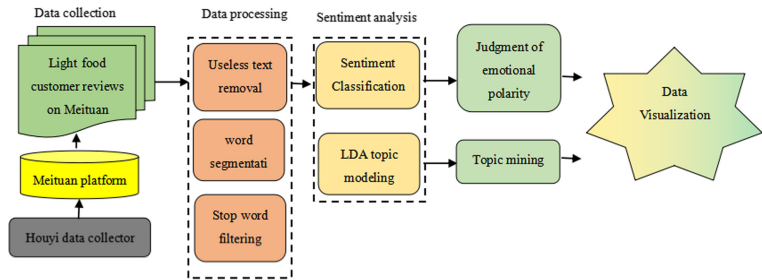 Data collection
Data processing
Sentiment analysis
Light food
customer reviews
on Meituan
Meituan platform
Houyi data collector
Useless text
removal
word
segmentati
Stop word
filtering
Sentiment
Classification
LDA topic
modeling
Judgment of
emotional
polarity
Topic mining
Data
Visualization